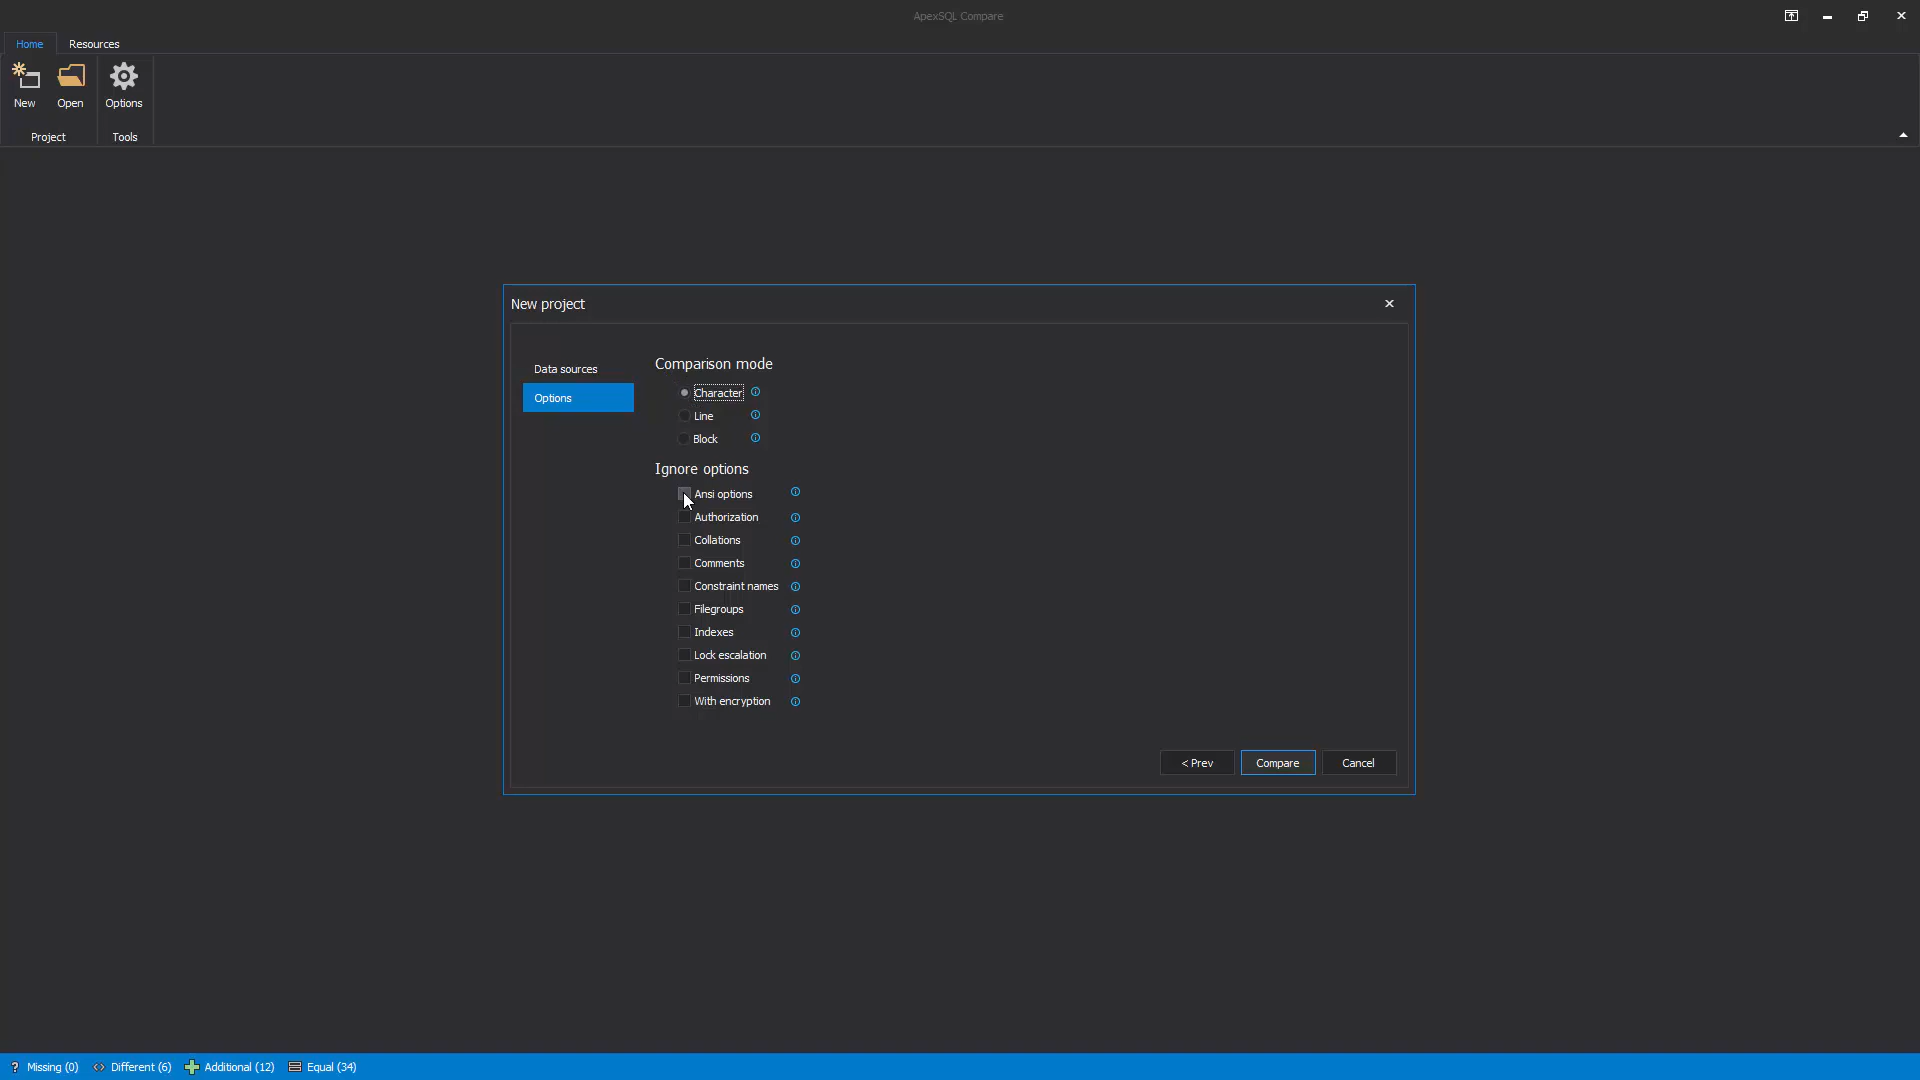 ApexSQL Compare
Home Resources
New Open Options
Project Tools
New project
Data sources
Options
Comparison mode
Character
Line
Block
Ignore options
Ansi options
Authorization
Collations
Comments
Constraint names
Filegroups
Indexes
Lock escalation
Permissions
With encryption
< Prev Compare Cancel
? Missing (0) Different (6) Additional (12) Equal (34)